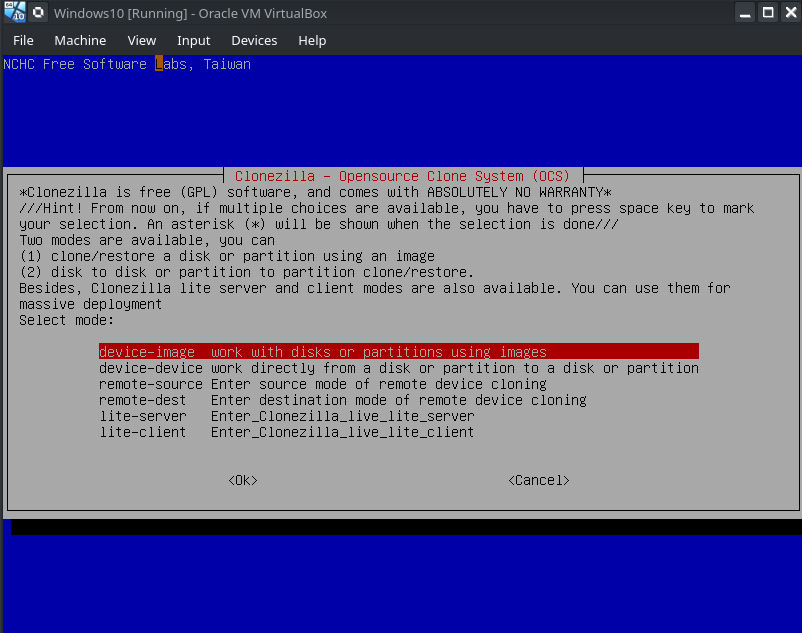 Windows10 [Running] - Oracle VM VirtualBox
File Machine View Input Devices Help
NCHC Free Software Labs, Taiwan
Clonezilla - Opensource Clone System (OCS)
*Clonezilla is free (GPL) software, and comes with ABSOLUTELY NO WARRANTY*
///Hint! From now on, if multiple choices are available, you have to press space key to mark
your selection. An asterisk (*) will be shown when the selection is done///
Two modes are available, you can
(1) clone/restore a disk or partition using an image
(2) disk to disk or partition to partition clone/restore.
Besides, Clonezilla lite server and client modes are also available. You can use them for
massive deployment
Select mode:
device-image work with disks or partitions using images
device-device work directly from a disk or partition to a disk or partition
remote-source Enter source mode of remote device cloning
remote-dest Enter destination mode of remote device cloning
lite-server Enter_Clonezilla_live_lite_server
lite-client Enter_Clonezilla_live_lite_client
<Ok> <Cancel>